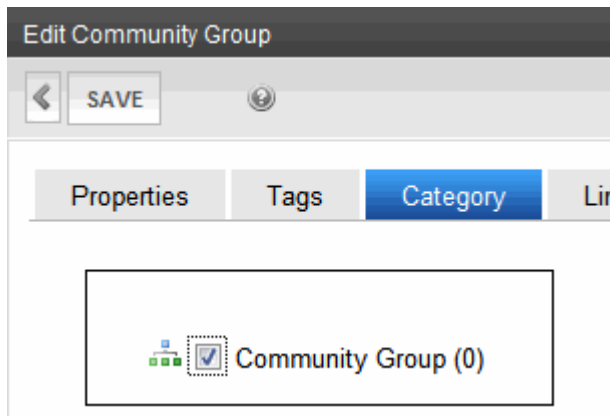 Edit Community Group
SAVE
Properties Tags Category
Community Group (0)